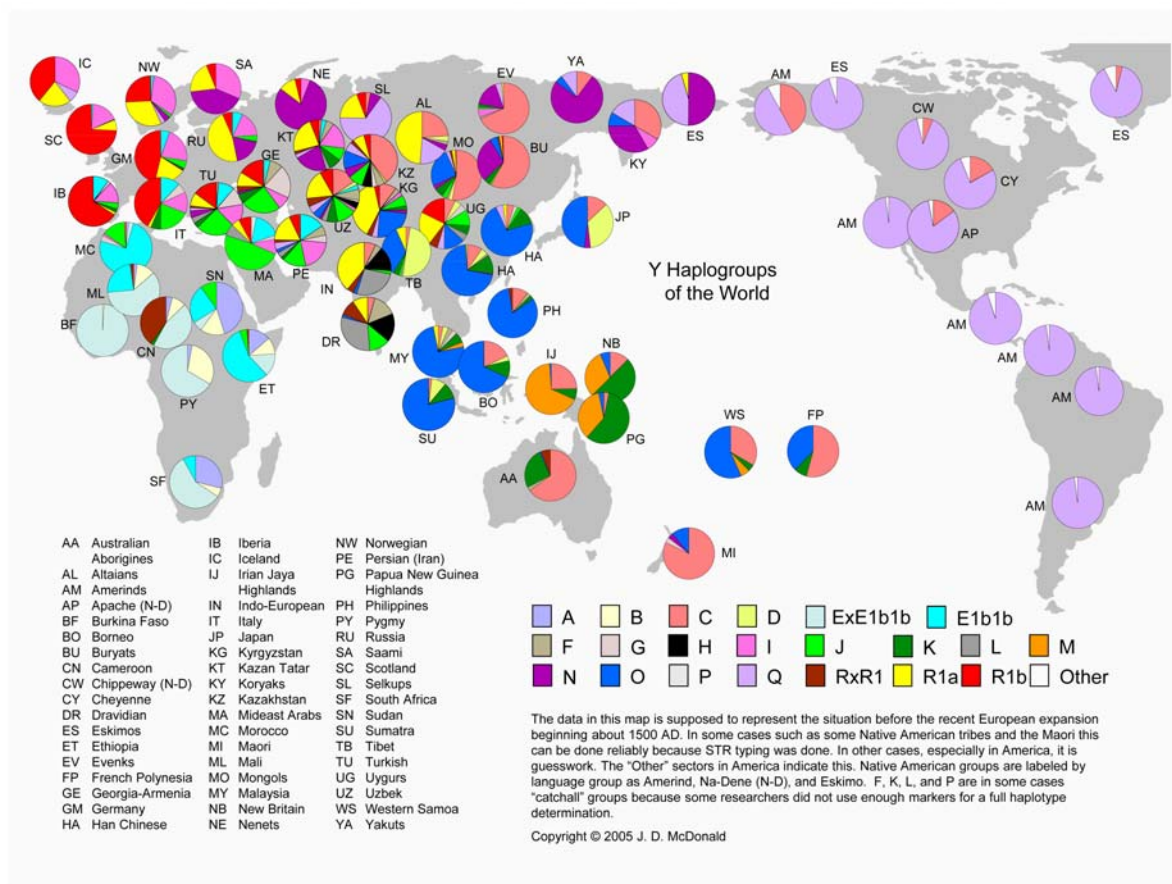 IC
NW
SA
NE
SL
AL
EV
YA
KY
ES
AM
ES
CW
ES
SC
GM
RU
KT
GE
MO
BU
KZ
KG
CY
IB
IT
TU
UZ
UG
HA
JP
AM
AP
MC
MA
PE
IN
TB
HA
Y Haplogroups
of the World
ML
SN
BF
CN
DR
PH
AM
AM
MY
IJ
NB
PY
ET
BO
SU
PG
AM
WS
FP
SF
AA
AM
MI
AA Australian
Aborigines
AL Altaians
AM Amerinds
AP Apache (N-D)
BF Burkina Faso
BO Borneo
BU Buryats
CN Cameroon
CW Chippeway (N-D)
CY Cheyenne
DR Dravidian
ES Eskimos
ET Ethiopia
EV Evenks
FP French Polynesia
GE Georgia-Armenia
GM Germany
HA Han Chinese
IB Iberia
IC Iceland
IJ Irian Jaya
Highlands
IN Indo-European
IT Italy
JP Japan
KG Kyrgyzstan
KT Kazan Tatar
KY Koryaks
KZ Kazakhstan
MA Mideast Arabs
MC Morocco
MI Maori
ML Mali
MO Mongols
MY Malaysia
NB New Britain
NE Nenets
NW Norwegian
PE Persian (Iran)
PG Papua New Guinea
Highlands
PH Philippines
PY Pygmy
RU Russia
SA Saami
SC Scotland
SL Selkups
SF South Africa
SN Sudan
SU Sumatra
TB Tibet
TU Turkish
UG Uygurs
UZ Uzbek
WS Western Samoa
YA Yakuts
A B C D ExE1b1b E1b1b
F G H I J K L M
N O P Q RxR1 R1a R1b Other
The data in this map is supposed to represent the situation before the recent European expansion
beginning about 1500 AD. In some cases such as some Native American tribes and the Maori this
can be done reliably because STR typing was done. In other cases, especially in America, it is
guesswork. The "Other" sectors in America indicate this. Native American groups are labeled by
language group as Amerind, Na-Dene (N-D), and Eskimo. F, K, L, and P are in some cases
"catchall" groups because some researchers did not use enough markers for a full haplotype
determination.
Copyright © 2005 J. D. McDonald